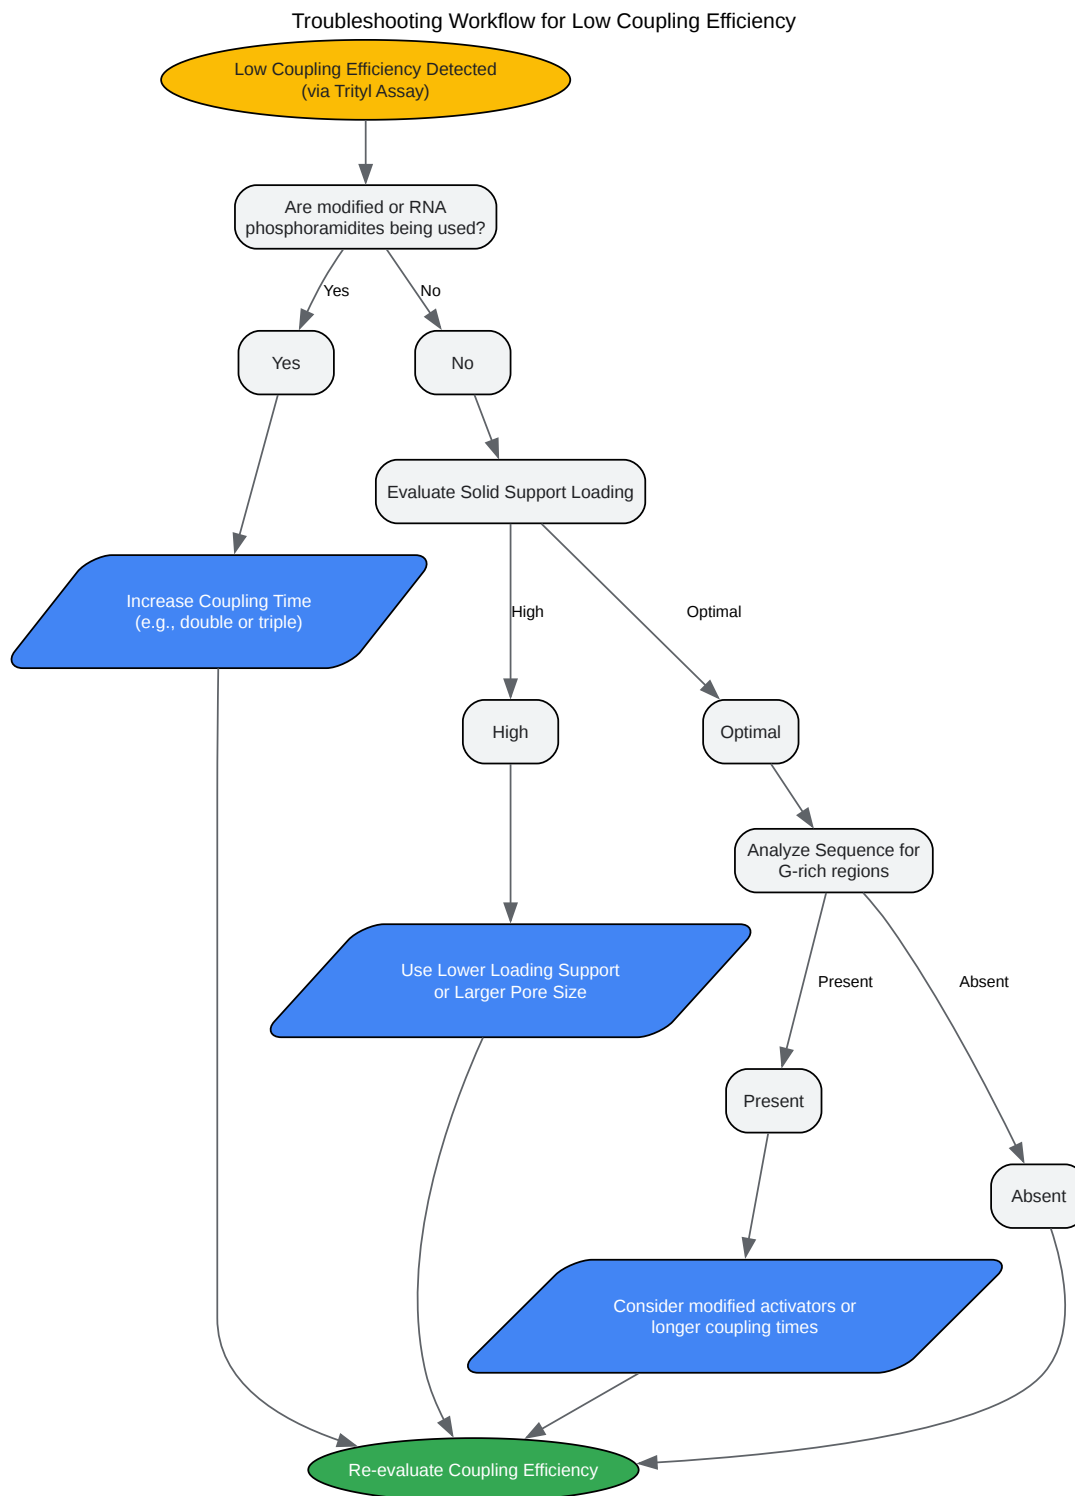 Troubleshooting Workflow for Low Coupling Efficiency
Low Coupling Efficiency Detected
(via Trityl Assay)
Are modified or RNA
phosphoramidites being used?
Yes
No
Yes
No
Evaluate Solid Support Loading
Increase Coupling Time
(e.g., double or triple)
High
Optimal
High
Optimal
Analyze Sequence for
G-rich regions
Use Lower Loading Support
or Larger Pore Size
Present
Absent
Present
Absent
Consider modified activators or
longer coupling times
Re-evaluate Coupling Efficiency